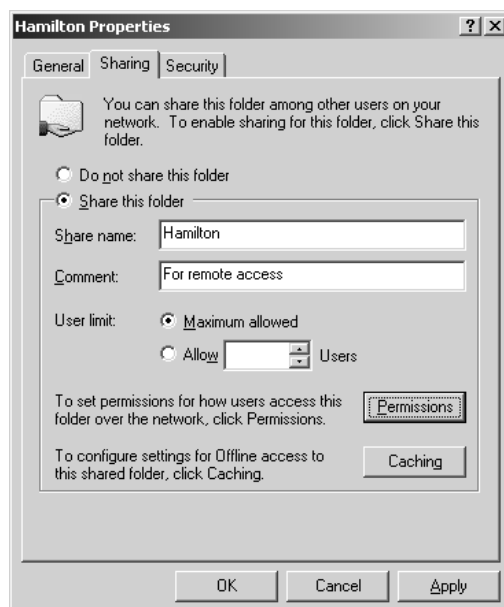 Hamilton Properties
General Sharing Security
You can share this folder among other users on your
network. To enable sharing for this folder, click Share this
folder.
Do not share this folder
Share this folder
Share name: Hamilton
Comment: For remote access
User limit: Maximum allowed
Allow Users
To set permissions for how users access this
folder over the network, click Permissions.
Permissions
To configure settings for Offline access to
this shared folder, click Caching.
Caching
OK Cancel Apply